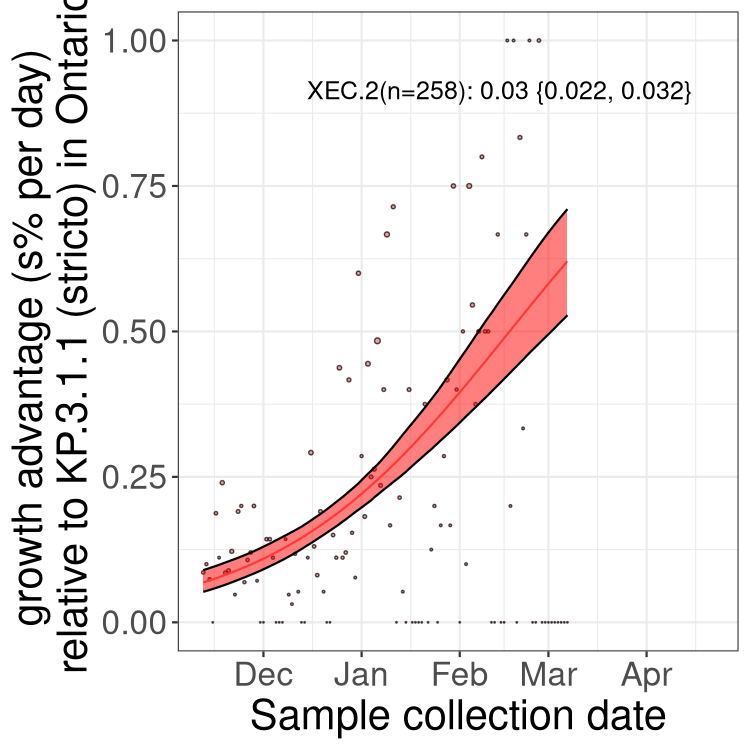 growth advantage (s% per day)
relative to KP.3.1.1 (stricto) in Ontario
1.00
0.75
0.50
0.25
0.00
XEC.2(n=258): 0.03 {0.022, 0.032}
Dec Jan Feb Mar Apr
Sample collection date